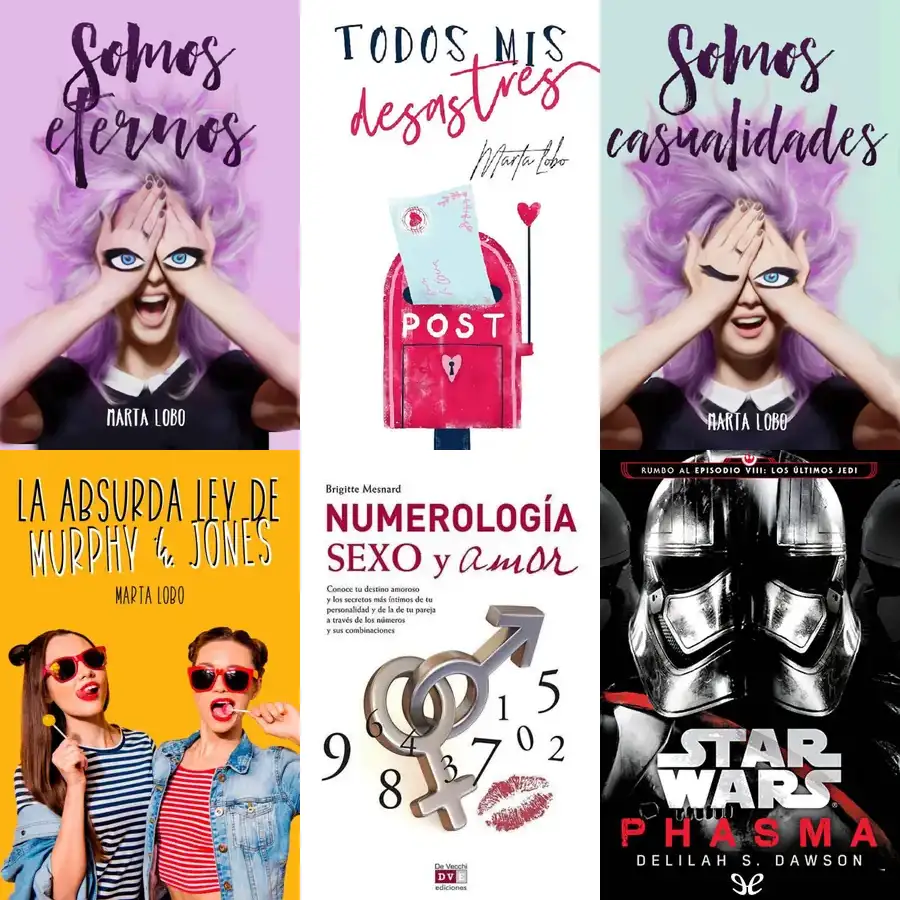 Somos
eternos
MARTA LOBO
TODOS MIS
desastres
Marta Lobo
POST
Somos
casualidades
MARTA LOBO
LA ABSURDA LEY DE
MURPHY & JONES
MARTA LOBO
Brigitte Mesnard
NUMEROLOGÍA
SEXO y amor
Conoce tu destino amoroso
y los secretos más íntimos de tu
personalidad y de la de tu pareja
a través de los números
y sus combinaciones
5
1
6
4
0
2
9
3
7
8
De Vecchi
DVE
ediciones
RUMBO AL EPISODIO VIII: LOS ÚLTIMOS JEDI
STAR
WARS
PHASMA
DELILAH S. DAWSON